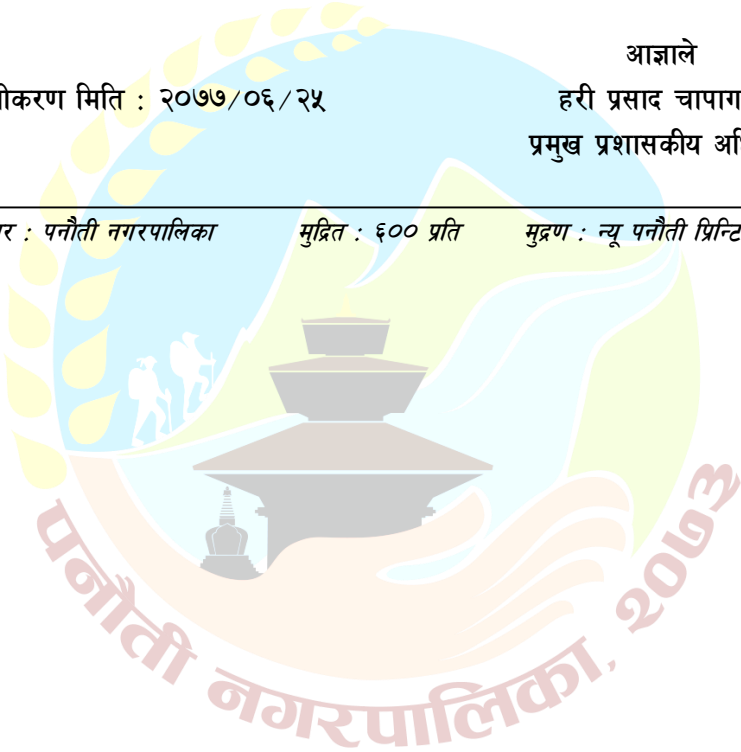 आज्ञाले
ीकरण मिति : २०७७/०६/२५ हरी प्रसाद चापाग
प्रमुख प्रशासकीय अधि
र : पनौती नगरपालिका मुद्रित : ६०० प्रति मुद्रण : न्यू पनौती प्रिन्टि
पनौती नगरपालिका, २०७३